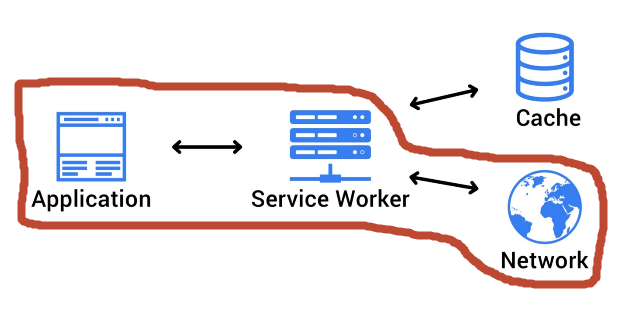 Cache
Application
Service Worker
Network